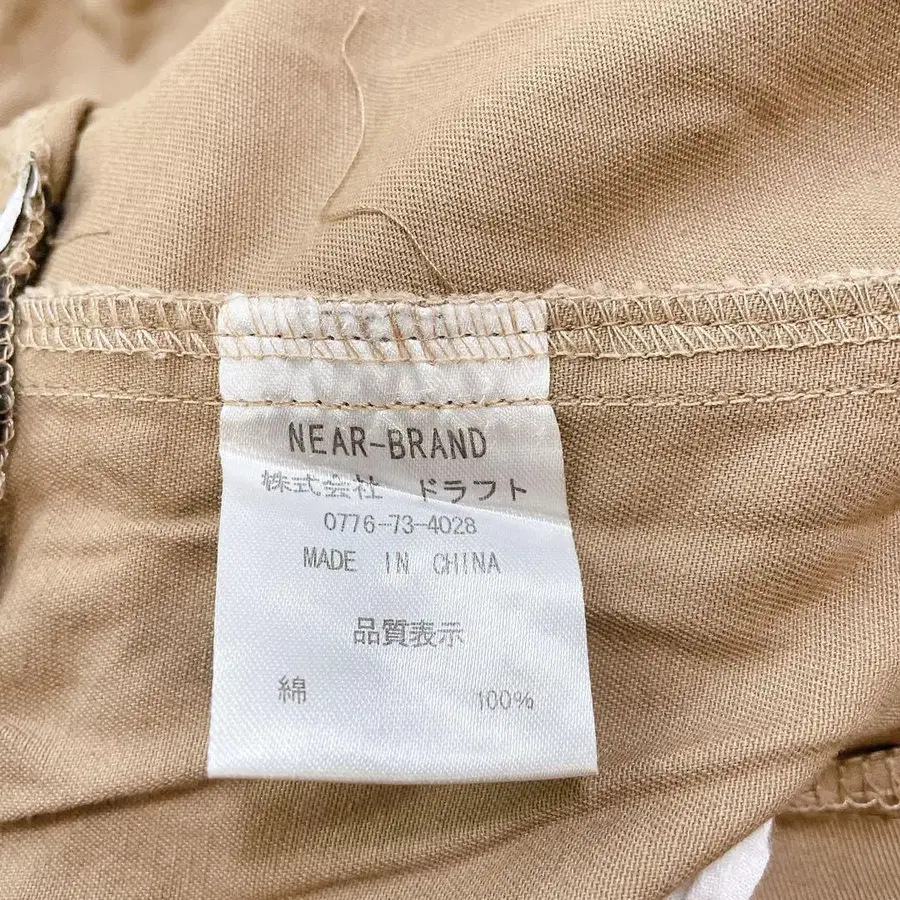 NEAR-BRAND
株式会社 ドラフト
0776-73-4028
MADE IN CHINA
品質表示
綿 100%